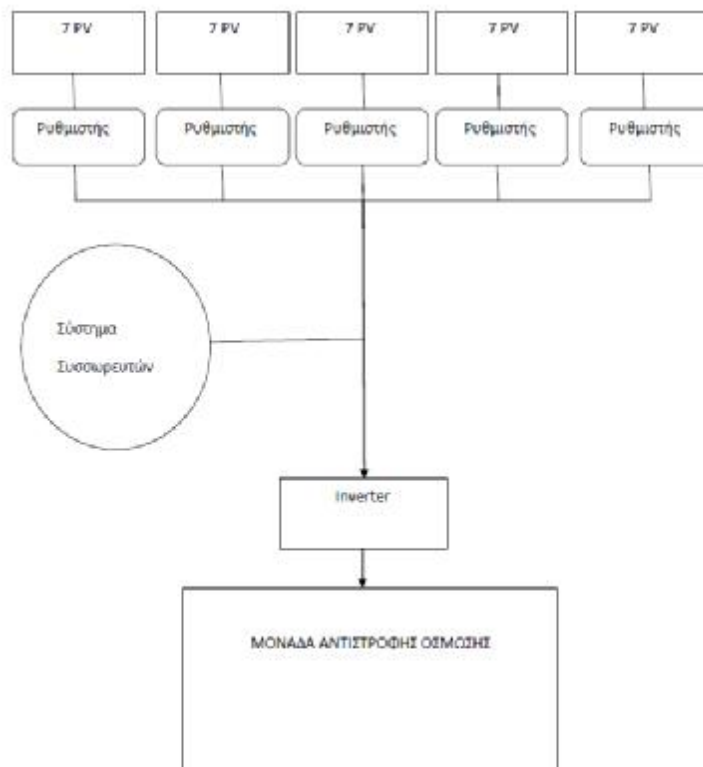 7 PV
7 PV
7 PV
7 PV
7 PV
Ρυθμιστής
Ρυθμιστής
Ρυθμιστής
Ρυθμιστής
Ρυθμιστής
Σύστημα
Συσσωρευτών
Inverter
ΜΟΝΑΔΑ ΑΝΤΙΣΤΡΟΦΗΣ ΟΣΜΩΣΗΣ